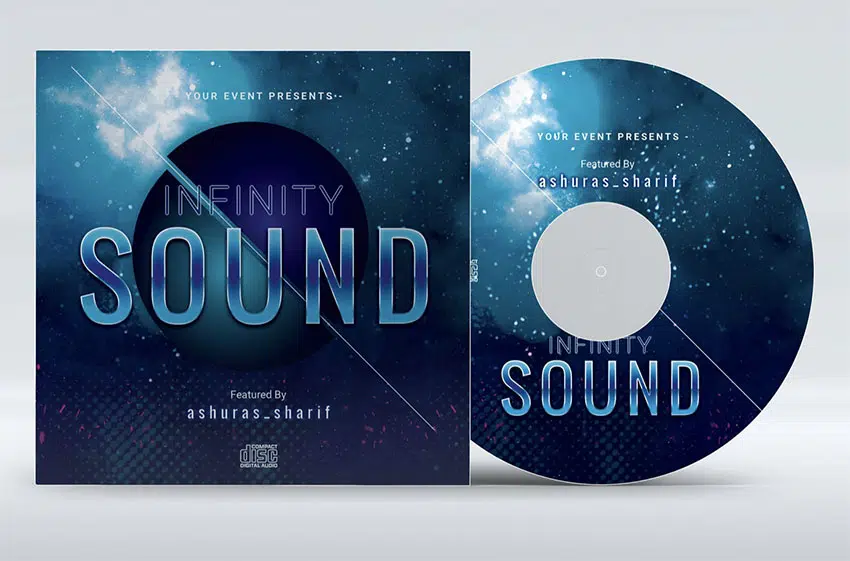 YOUR EVENT PRESENTS
INFINITY
SOUND
Featured By
ashuras_sharif
COMPACT
disc
DIGITAL AUDIO
YOUR EVENT PRESENTS
Featured By
ashuras_sharif
INFINITY
SOUND